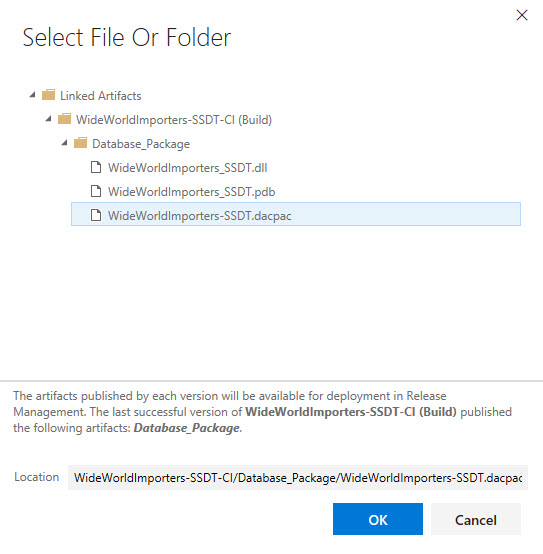 Select File Or Folder
Linked Artifacts
WideWorldImporters-SSDT-CI (Build)
Database_Package
WideWorldImporters_SSDT.dll
WideWorldImporters_SSDT.pdb
WideWorldImporters-SSDT.dacpac
The artifacts published by each version will be available for deployment in Release
Management. The last successful version of WideWorldImporters-SSDT-CI (Build) published
the following artifacts: Database_Package.
Location WideWorldImporters-SSDT-CI/Database_Package/WideWorldImporters-SSDT.dacpac
OK Cancel